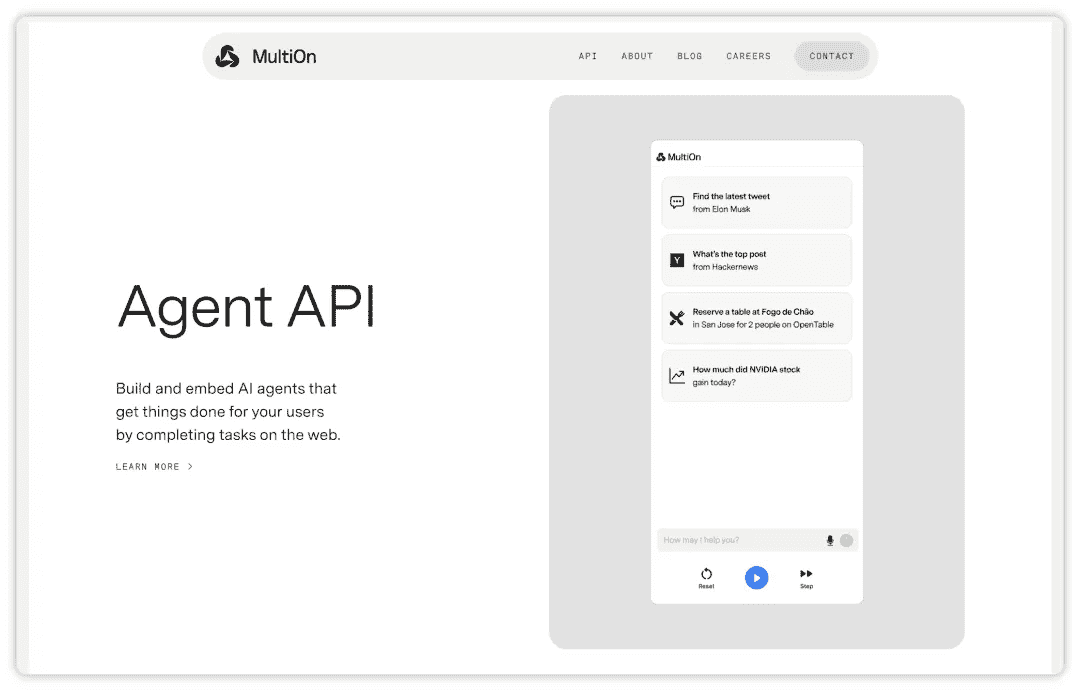 MultiOn
API ABOUT BLOG CAREERS CONTACT
Agent API
Build and embed AI agents that
get things done for your users
by completing tasks on the web.
LEARN MORE >
MultiOn
Find the latest tweet
from Elon Musk
Y
What's the top post
from Hackernews
Reserve a table at Fogo de Chão
in San Jose for 2 people on OpenTable
How much did NVIDIA stock
gain today?
How may I help you?
Reset
Step